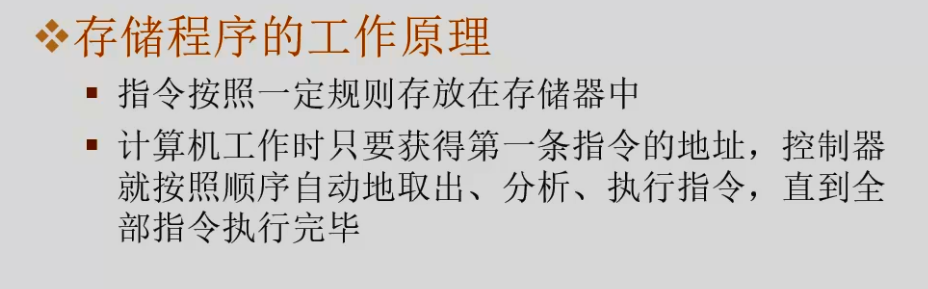 ❖存储程序的工作原理
▪ 指令按照一定规则存放在存储器中
▪ 计算机工作时只要获得第一条指令的地址，控制器
就按照顺序自动地取出、分析、执行指令，直到全
部指令执行完毕